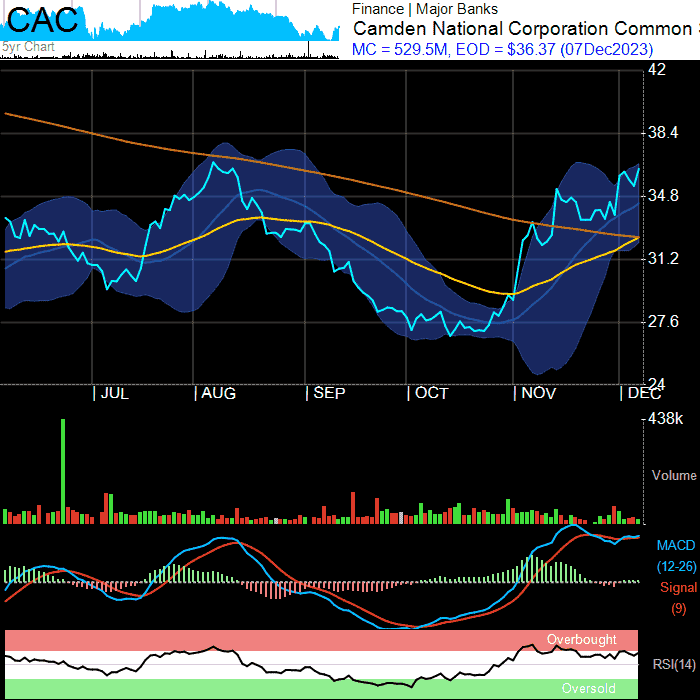 CAC
5yr Chart
Finance | Major Banks
Camden National Corporation Common
MC = 529.5M, EOD = $36.37 (07Dec2023)
42
38.4
34.8
31.2
27.6
24
JUL AUG SEP OCT NOV DEC
438k
Volume
MACD
(12-26)
Signal
(9)
Overbought
RSI(14)
Oversold